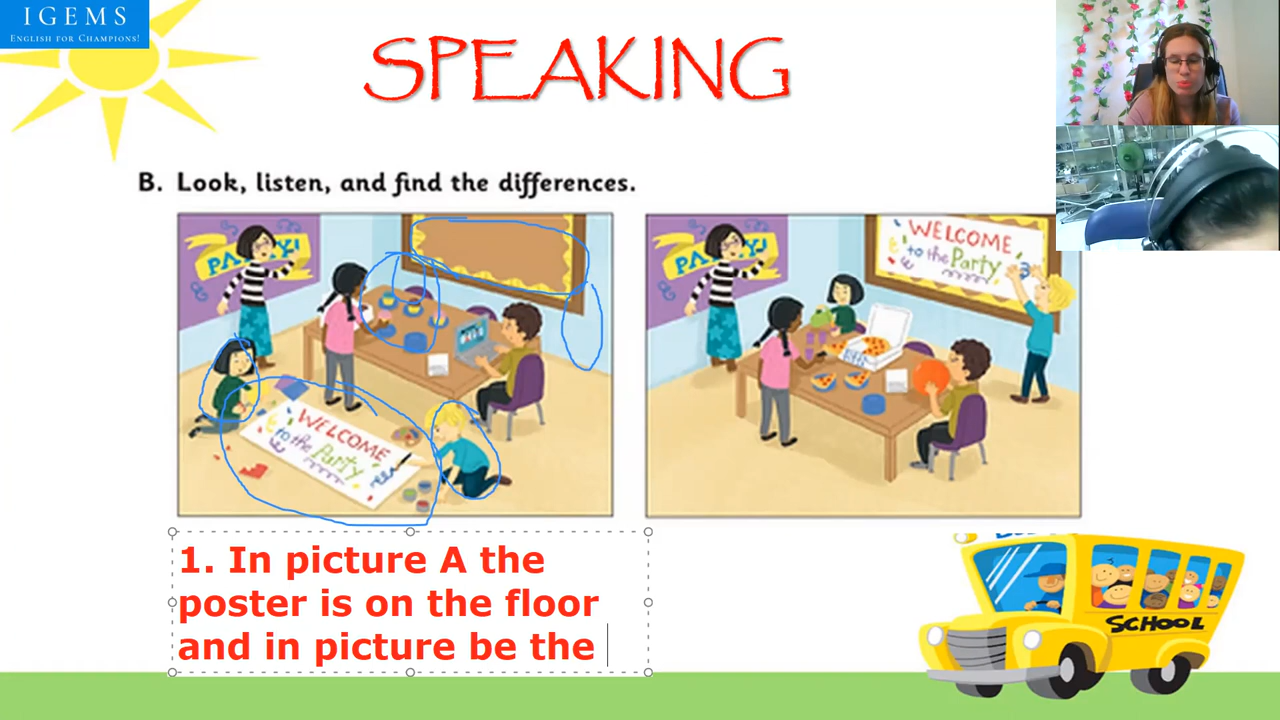 IGEMS
ENGLISH FOR CHAMPIONS!
SPEAKING
B. Look, listen, and find the differences.
PARTY!
PARTY!
WELCOME
to the Party
WELCOME
to the Party
1. In picture A the
poster is on the floor
and in picture be the
SCHOOL